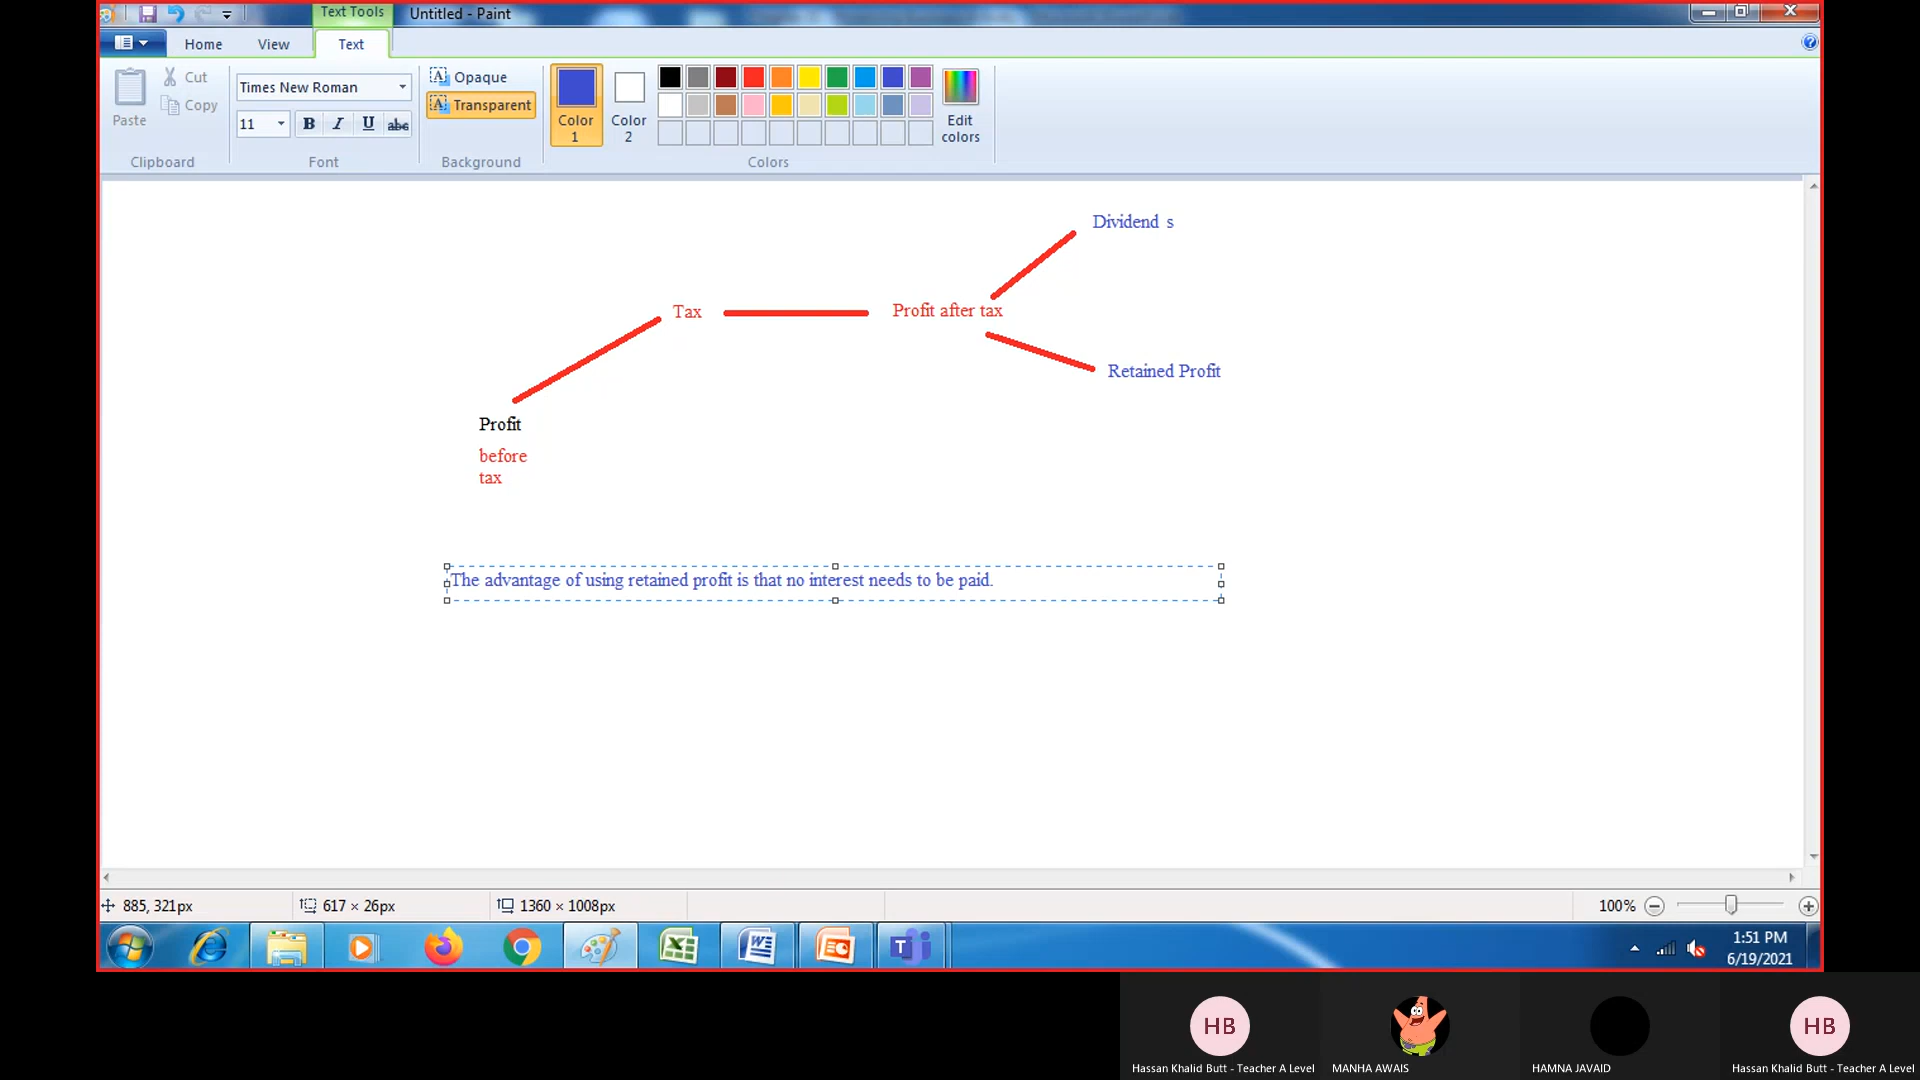 Text Tools
Untitled - Paint
Home
View
Text
Paste
Cut
Copy
Clipboard
Times New Roman
11
B I U abc
Font
A Opaque
A Transparent
Background
Color
1
Color
2
Edit
colors
Colors
Dividend s
Tax
Profit after tax
Retained Profit
Profit
before
tax
The advantage of using retained profit is that no interest needs to be paid.
885, 321px
617 × 26px
1360 × 1008px
100%
1:51 PM
6/19/2021
HB
HB
Hassan Khalid Butt - Teacher A Level
MANHA AWAIS
HAMNA JAVAID
Hassan Khalid Butt - Teacher A Level